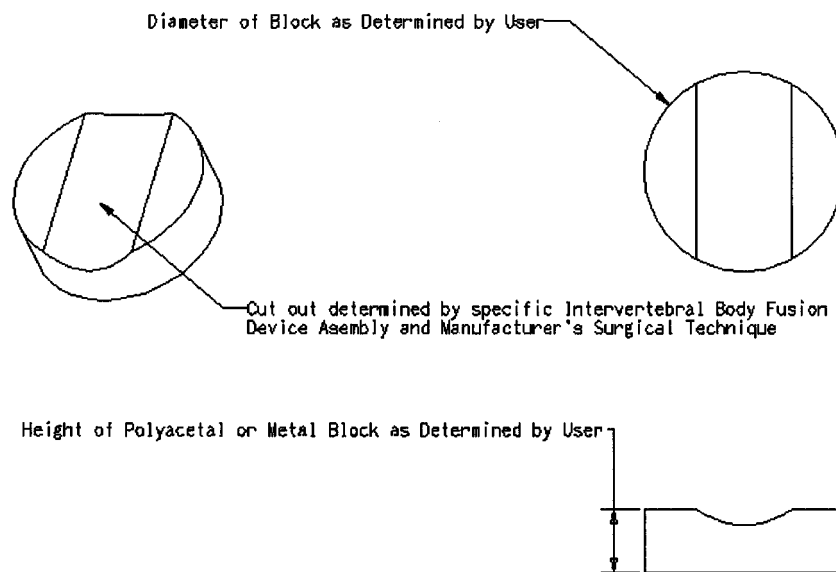 Diameter of Block as Determined by User
Cut out determined by specific Intervertebral Body Fusion
Device Asembly and Manufacturer's Surgical Technique
Height of Polyacetal or Metal Block as Determined by User